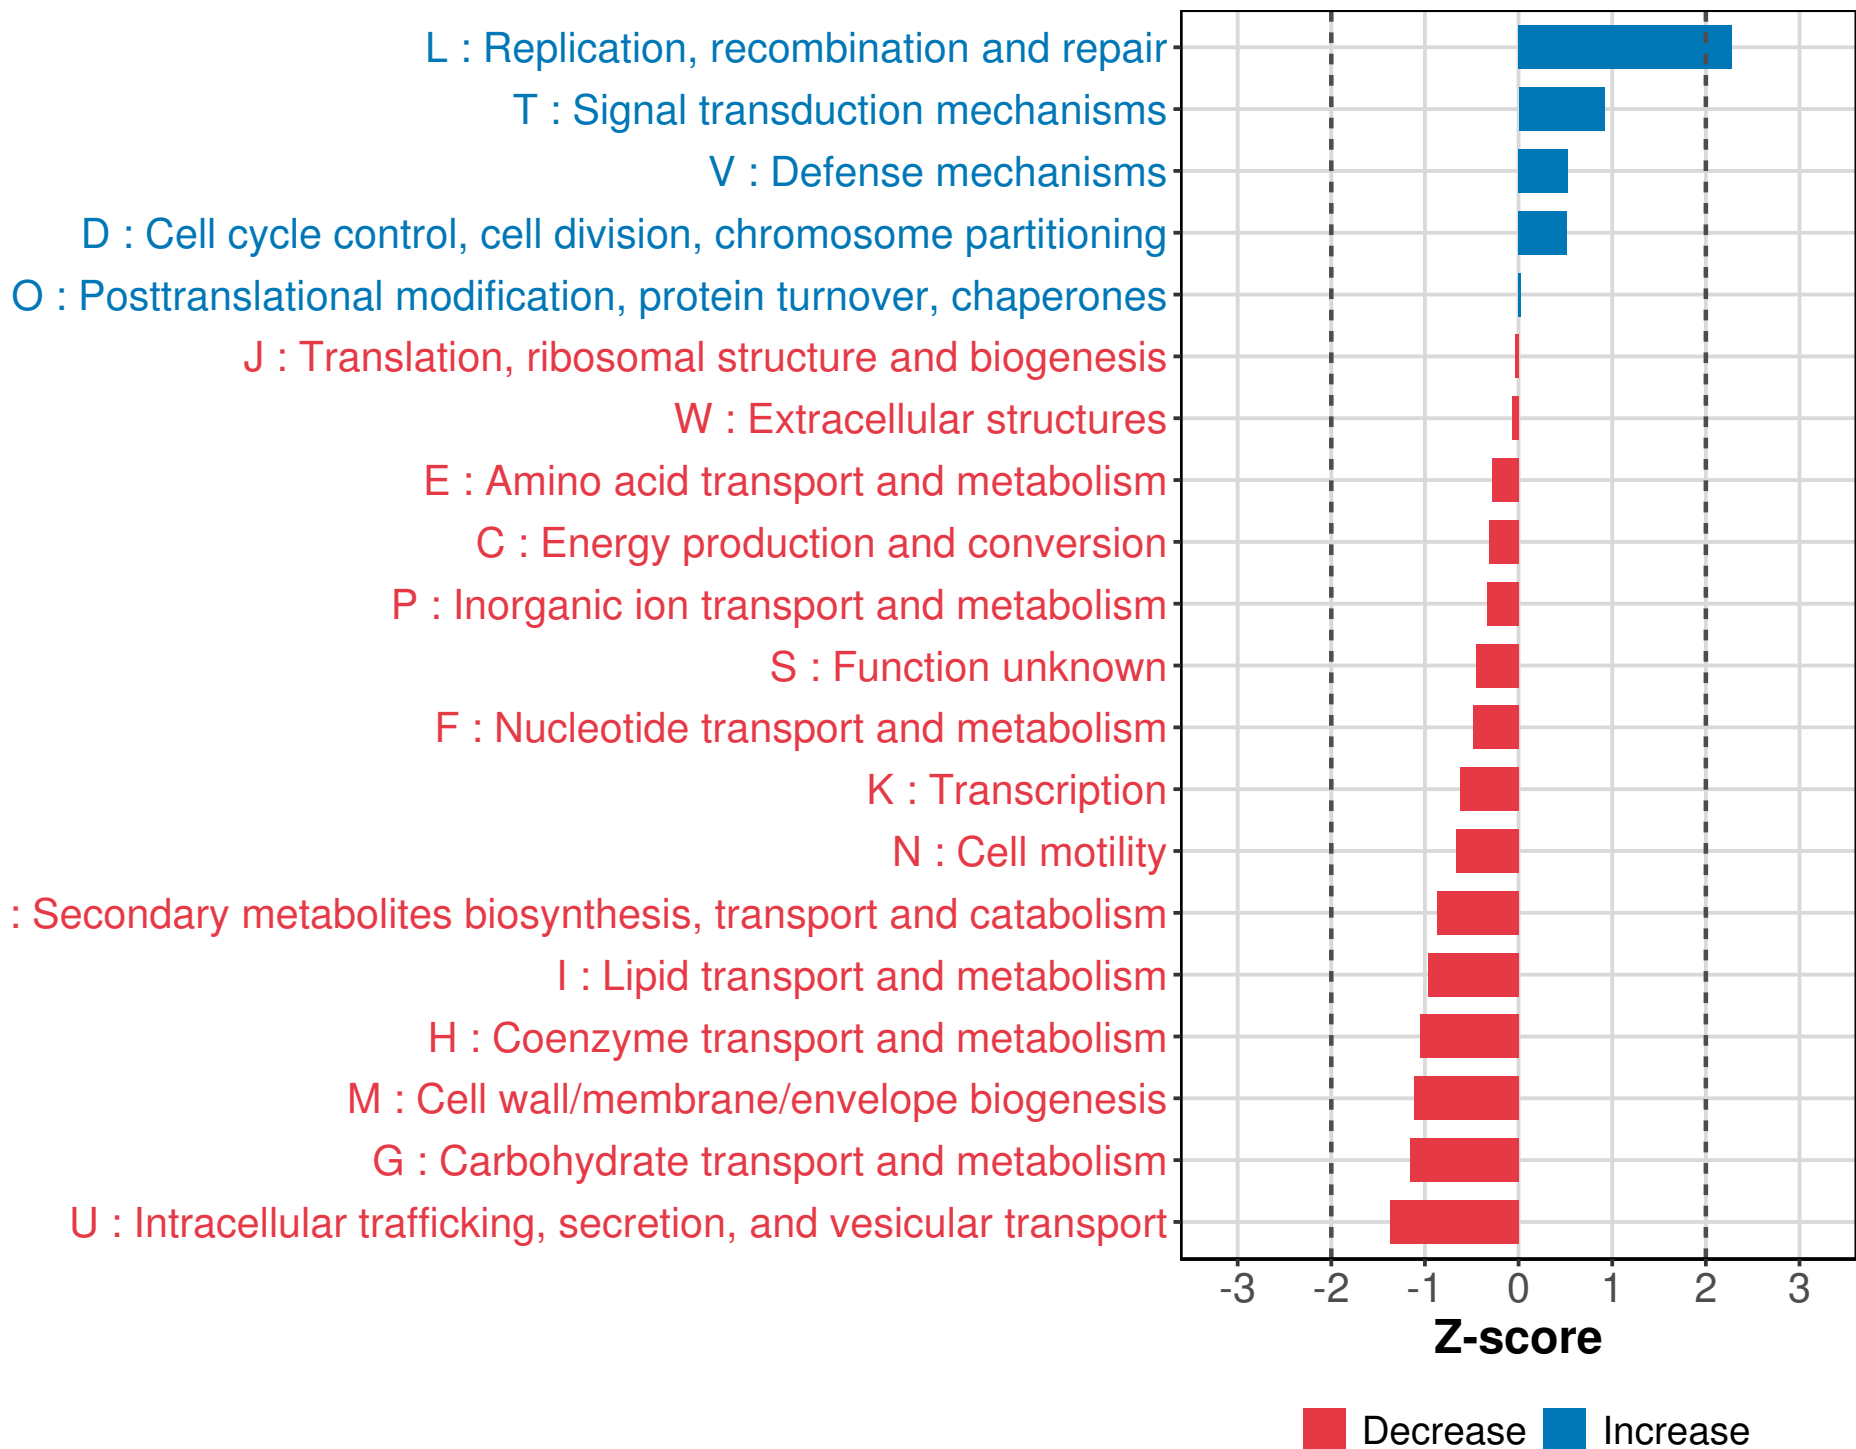 L : Replication, recombination and repair
T : Signal transduction mechanisms
V : Defense mechanisms
D : Cell cycle control, cell division, chromosome partitioning
O : Posttranslational modification, protein turnover, chaperones
J : Translation, ribosomal structure and biogenesis
W : Extracellular structures
E : Amino acid transport and metabolism
C : Energy production and conversion
P : Inorganic ion transport and metabolism
S : Function unknown
F : Nucleotide transport and metabolism
K : Transcription
N : Cell motility
: Secondary metabolites biosynthesis, transport and catabolism
I : Lipid transport and metabolism
H : Coenzyme transport and metabolism
M : Cell wall/membrane/envelope biogenesis
G : Carbohydrate transport and metabolism
U : Intracellular trafficking, secretion, and vesicular transport
-3 -2 -1 0 1 2 3
Z-score
Decrease Increase